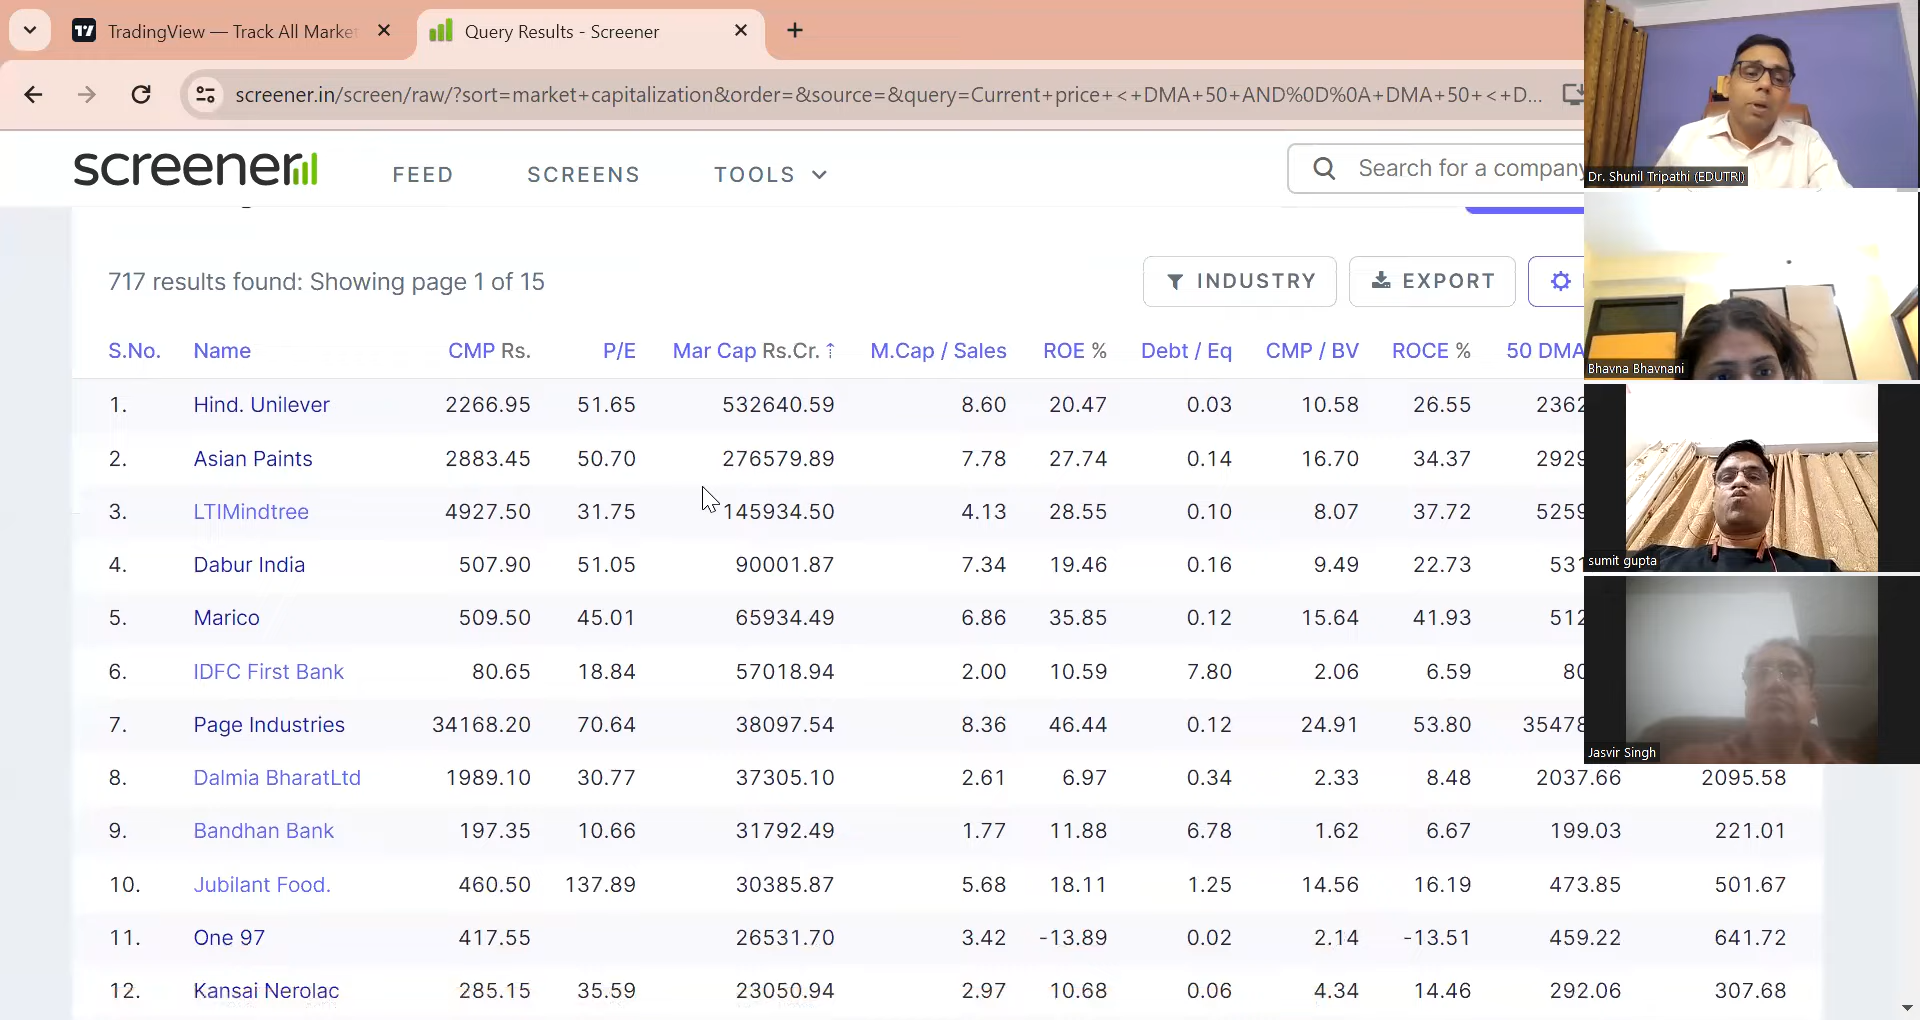 TradingView — Track All Market
Query Results - Screener
screener.in/screen/raw/?sort=market+capitalization&order=&source=&query=Current+price+<+DMA+50+AND%0D%0A+DMA+50+<+D...
screener
FEED
SCREENS
TOOLS
Search for a company
717 results found: Showing page 1 of 15
INDUSTRY
EXPORT
S.No. Name CMP Rs. P/E Mar Cap Rs.Cr. ↑ M.Cap / Sales ROE % Debt / Eq CMP / BV ROCE % 50 DMA
1. Hind. Unilever 2266.95 51.65 532640.59 8.60 20.47 0.03 10.58 26.55 2362
2. Asian Paints 2883.45 50.70 276579.89 7.78 27.74 0.14 16.70 34.37 2929
3. LTIMindtree 4927.50 31.75 145934.50 4.13 28.55 0.10 8.07 37.72 5259
4. Dabur India 507.90 51.05 90001.87 7.34 19.46 0.16 9.49 22.73 531
5. Marico 509.50 45.01 65934.49 6.86 35.85 0.12 15.64 41.93 512
6. IDFC First Bank 80.65 18.84 57018.94 2.00 10.59 7.80 2.06 6.59 80
7. Page Industries 34168.20 70.64 38097.54 8.36 46.44 0.12 24.91 53.80 35478
8. Dalmia BharatLtd 1989.10 30.77 37305.10 2.61 6.97 0.34 2.33 8.48 2037.66 2095.58
9. Bandhan Bank 197.35 10.66 31792.49 1.77 11.88 6.78 1.62 6.67 199.03 221.01
10. Jubilant Food. 460.50 137.89 30385.87 5.68 18.11 1.25 14.56 16.19 473.85 501.67
11. One 97 417.55 26531.70 3.42 -13.89 0.02 2.14 -13.51 459.22 641.72
12. Kansai Nerolac 285.15 35.59 23050.94 2.97 10.68 0.06 4.34 14.46 292.06 307.68
Dr. Shunil Tripathi (EDUTRI)
Bhavna Bhavnani
sumit gupta
Jasvir Singh